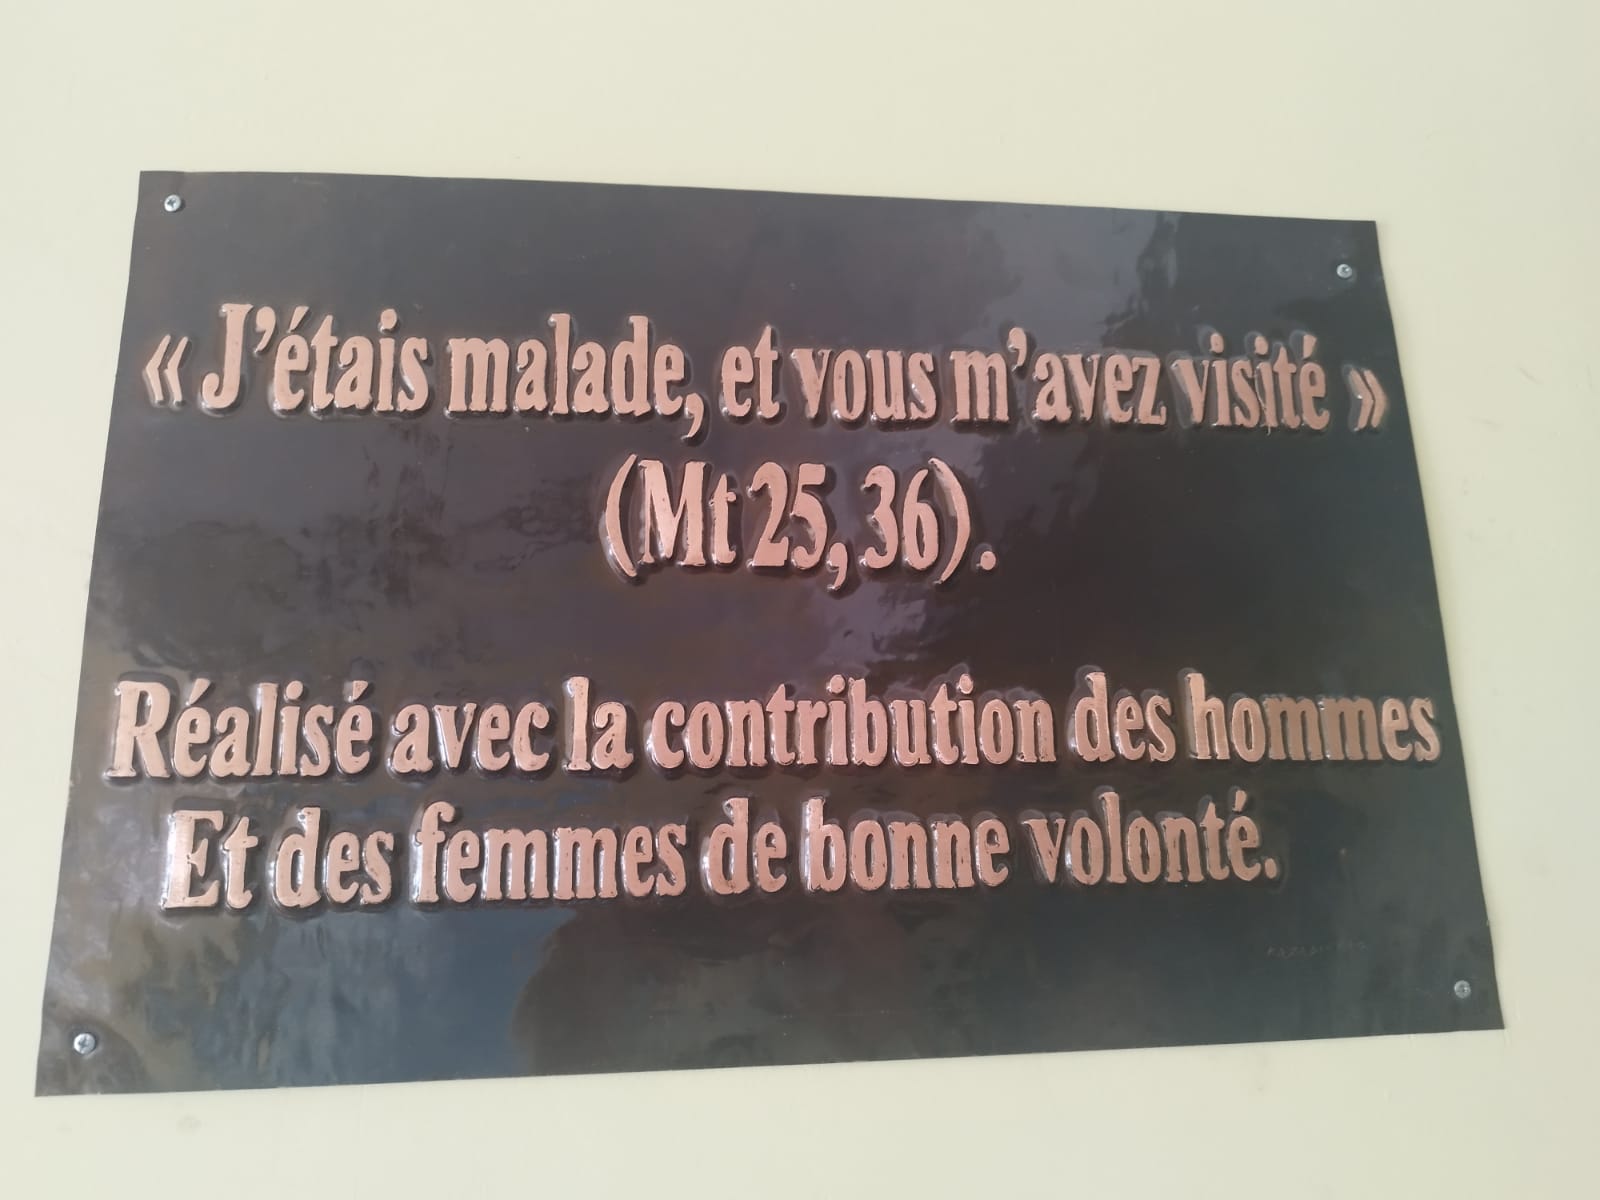 « J'étais malade, et vous m'avez visité »
(Mt 25, 36).
Réalisé avec la contribution des hommes
Et des femmes de bonne volonté.